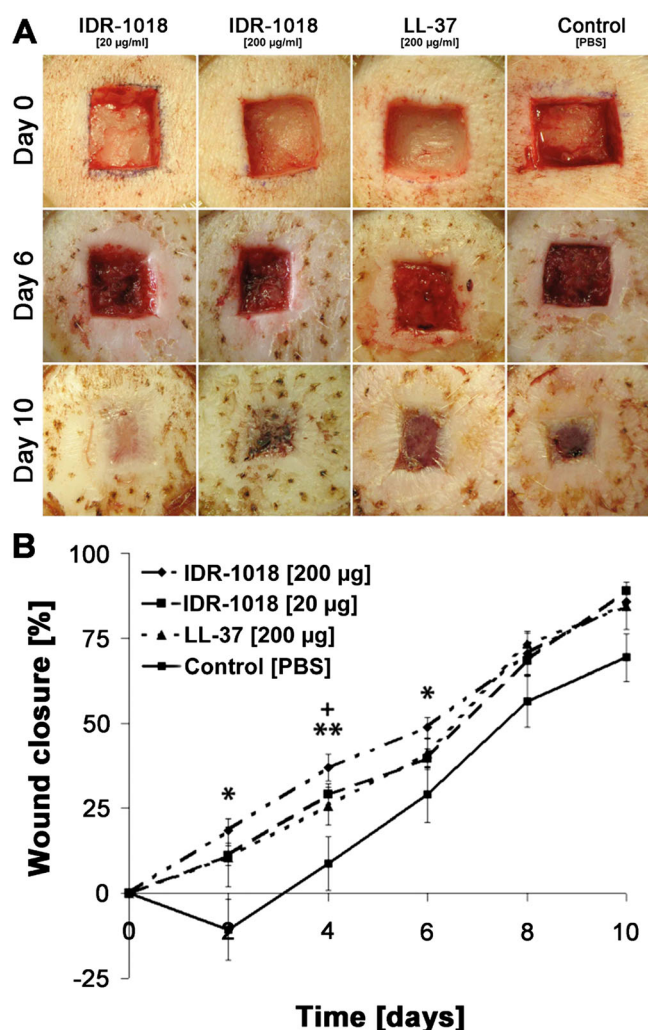 A
IDR-1018 IDR-1018 LL-37 Control
[20 µg/ml] [200 µg/ml] [200 µg/ml] [PBS]
Day 0
Day 6
Day 10
B
100
75
50
25
0
-25
Wound closure [%]
IDR-1018 [200 µg]
IDR-1018 [20 µg]
LL-37 [200 µg]
Control [PBS]
*
+
**
*
0 2 4 6 8 10
Time [days]